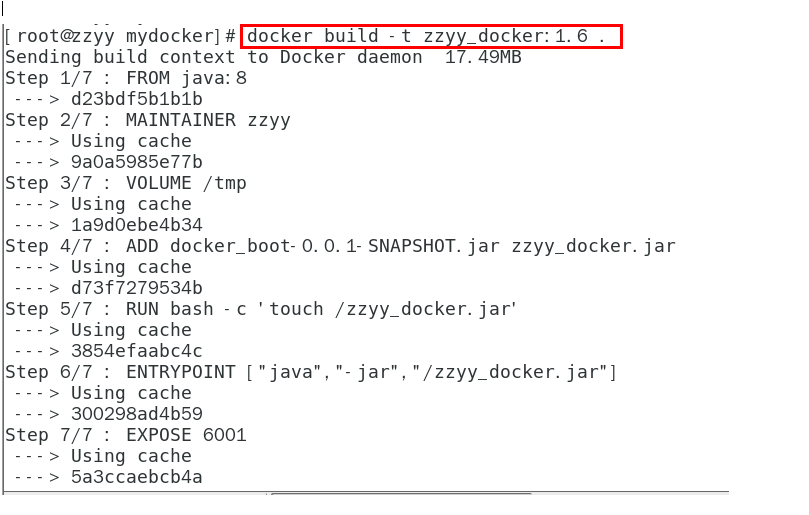 [root@zzyy mydocker]# docker build -t zzyy_docker:1.6 .
Sending build context to Docker daemon  17.49MB
Step 1/7 : FROM java:8
 ---> d23bdf5b1b1b
Step 2/7 : MAINTAINER zzyy
 ---> Using cache
 ---> 9a0a5985e77b
Step 3/7 : VOLUME /tmp
 ---> Using cache
 ---> 1a9d0ebe4b34
Step 4/7 : ADD docker_boot-0.0.1-SNAPSHOT.jar zzyy_docker.jar
 ---> Using cache
 ---> d73f7279534b
Step 5/7 : RUN bash -c 'touch /zzyy_docker.jar'
 ---> Using cache
 ---> 3854efaabc4c
Step 6/7 : ENTRYPOINT ["java","-jar","/zzyy_docker.jar"]
 ---> Using cache
 ---> 300298ad4b59
Step 7/7 : EXPOSE 6001
 ---> Using cache
 ---> 5a3ccaebcb4a